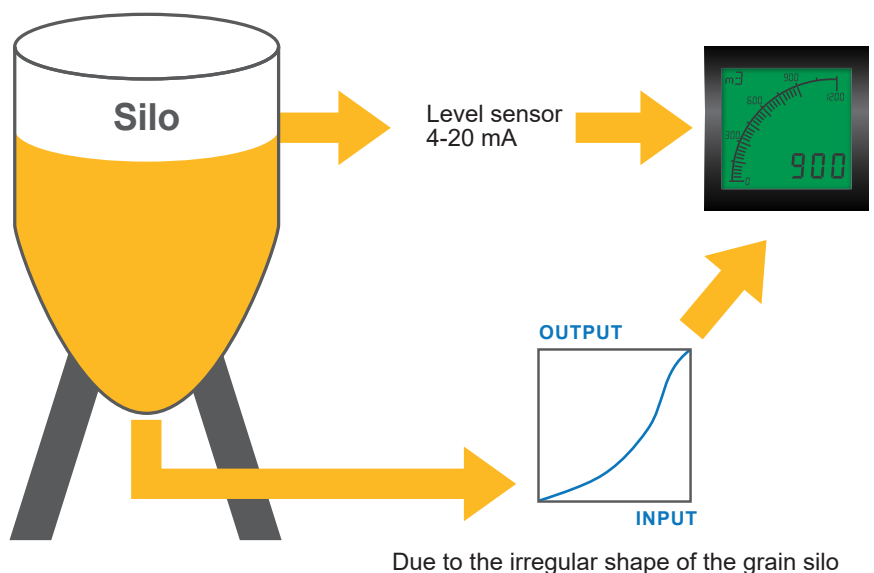 Silo
Level sensor
4-20 mA
m3
900
600
1200
300
0
900
OUTPUT
INPUT
Due to the irregular shape of the grain silo